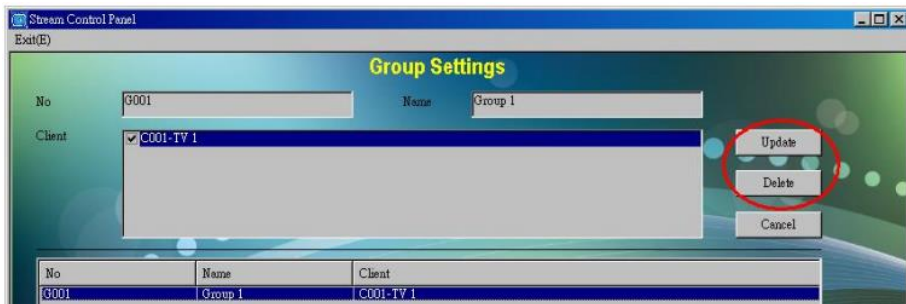 Stream Control Panel
Exit(E)
Group Settings
No G001 Name Group 1
Client C001-TV 1
Update
Delete
Cancel
No Name Client
G001 Group 1 C001-TV 1